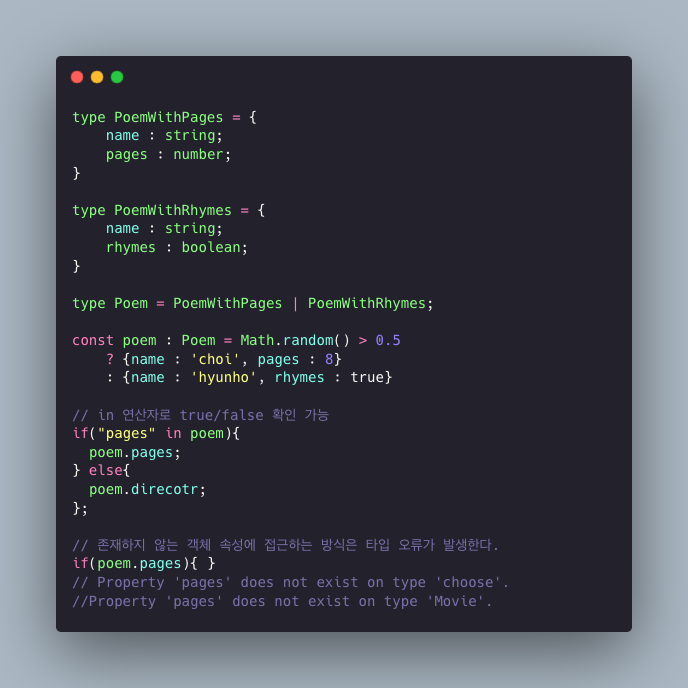 type PoemWithPages = {
    name : string;
    pages : number;
}

type PoemWithRhymes = {
    name : string;
    rhymes : boolean;
}

type Poem = PoemWithPages | PoemWithRhymes;

const poem : Poem = Math.random() > 0.5
    ? {name : 'choi', pages : 8}
    : {name : 'hyunho', rhymes : true}

// in 연산자로 true/false 확인 가능
if("pages" in poem){
  poem.pages;
} else{
  poem.direcotr;
};

// 존재하지 않는 객체 속성에 접근하는 방식은 타입 오류가 발생한다.
if(poem.pages){ }
// Property 'pages' does not exist on type 'choose'.
//Property 'pages' does not exist on type 'Movie'.